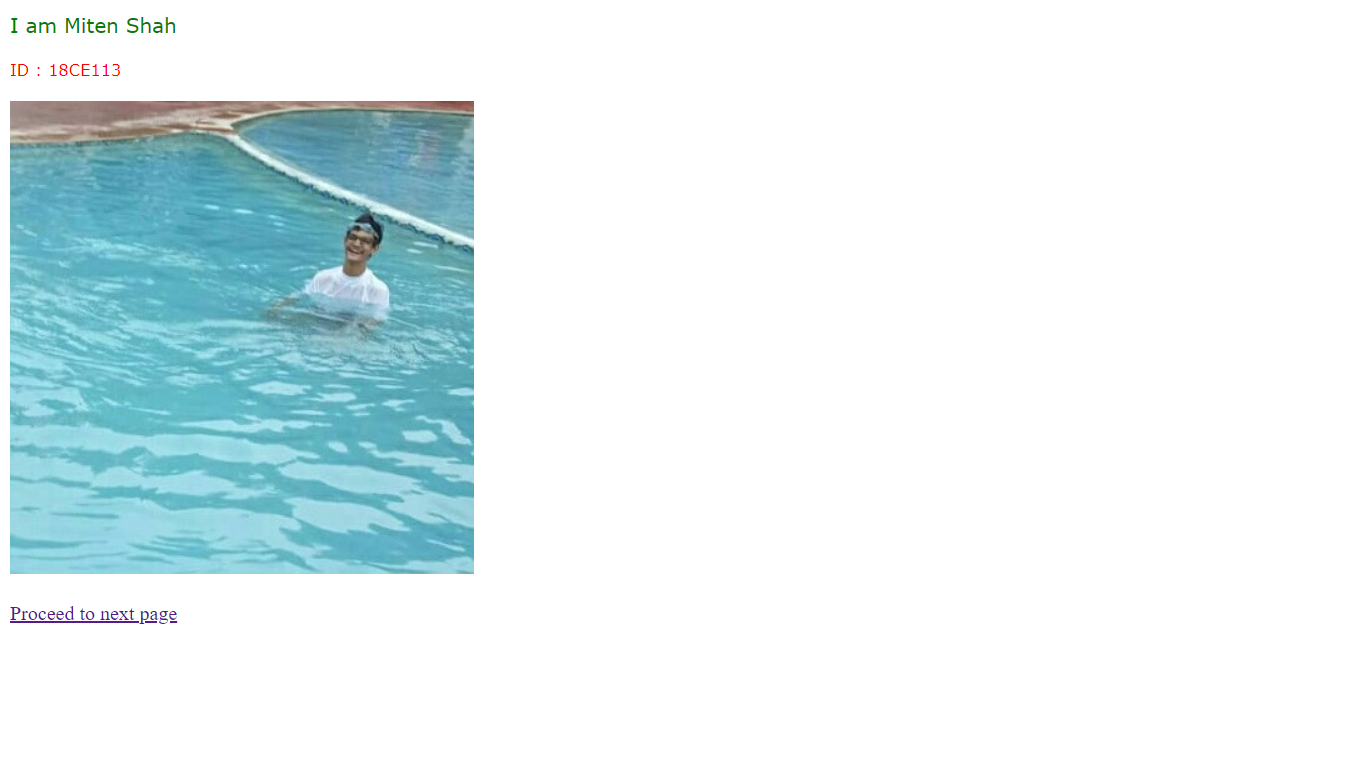 I am Miten Shah
ID : 18CE113
Proceed to next page